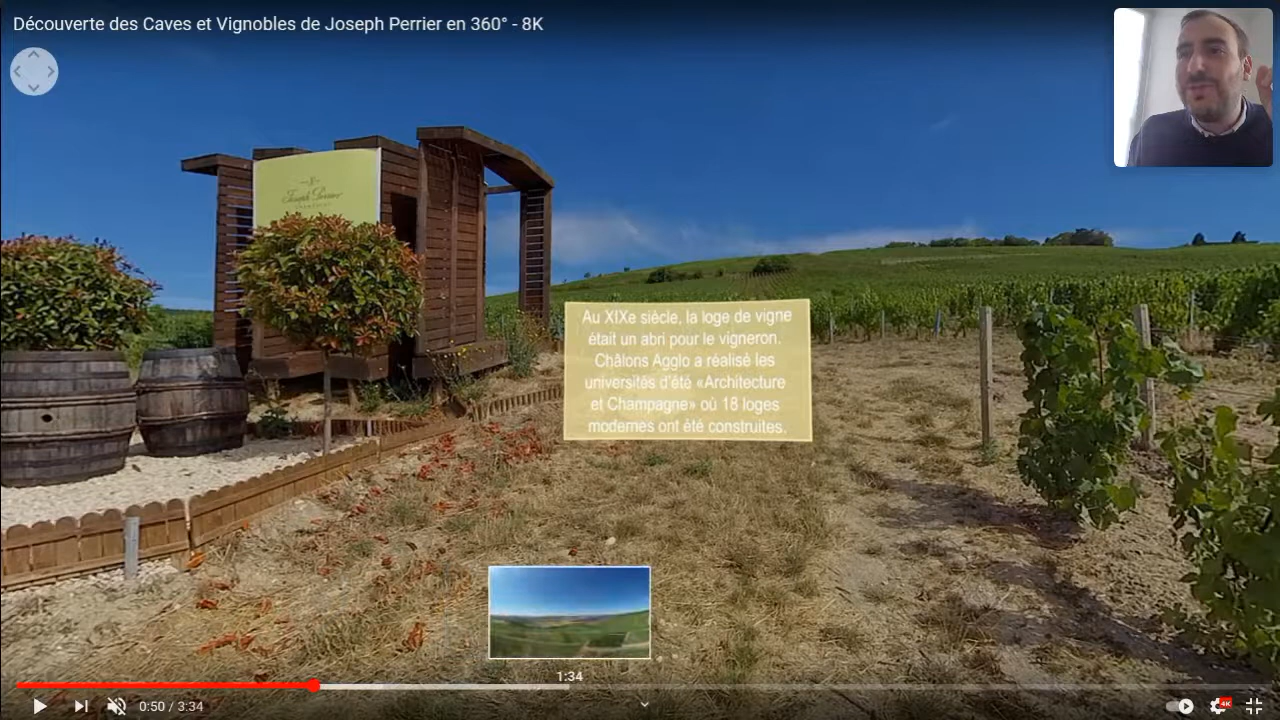 Découverte des Caves et Vignobles de Joseph Perrier en 360° - 8K
Joseph Perrier
Au XIXe siècle, la loge de vigne
était un abri pour le vigneron.
Châlons Agglo a réalisé les
universités d'été «Architecture
et Champagne» où 18 loges
modernes ont été construites.
1:34
0:50 / 3:34
4K